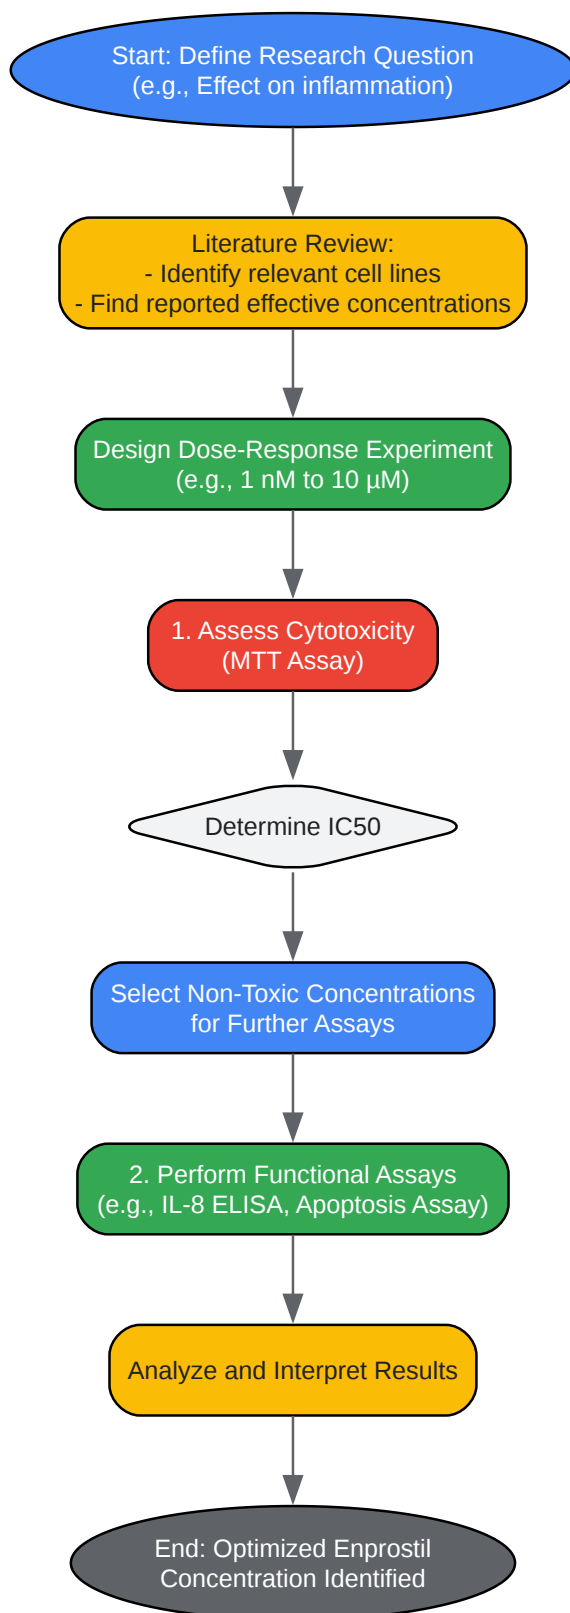 Start: Define Research Question
(e.g., Effect on inflammation)
Literature Review:
- Identify relevant cell lines
- Find reported effective concentrations
Design Dose-Response Experiment
(e.g., 1 nM to 10 µM)
1. Assess Cytotoxicity
(MTT Assay)
Determine IC50
Select Non-Toxic Concentrations
for Further Assays
2. Perform Functional Assays
(e.g., IL-8 ELISA, Apoptosis Assay)
Analyze and Interpret Results
End: Optimized Enprostil
Concentration Identified